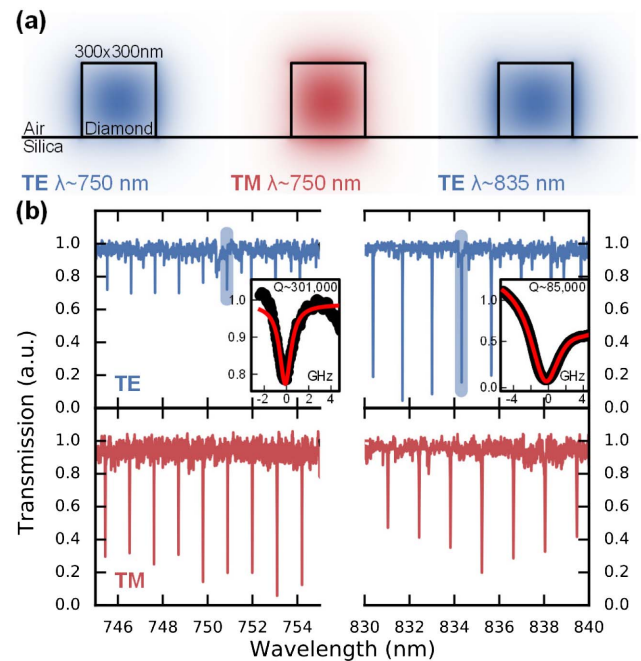 (a)
300x300nm
Air
Diamond
Silica
TE λ~750 nm
TM λ~750 nm
TE λ~835 nm
(b)
1.0
0.8
0.6
0.4
0.2
0.0
TE
Q~301,000
1.0
0.9
0.8
GHz
-2 0 2 4
Q~85,000
1.0
0.5
0.0
GHz
-4 0 4
1.0
0.8
0.6
0.4
0.2
0.0
TM
Transmission (a.u.)
746 748 750 752 754
830 832 834 836 838 840
Wavelength (nm)